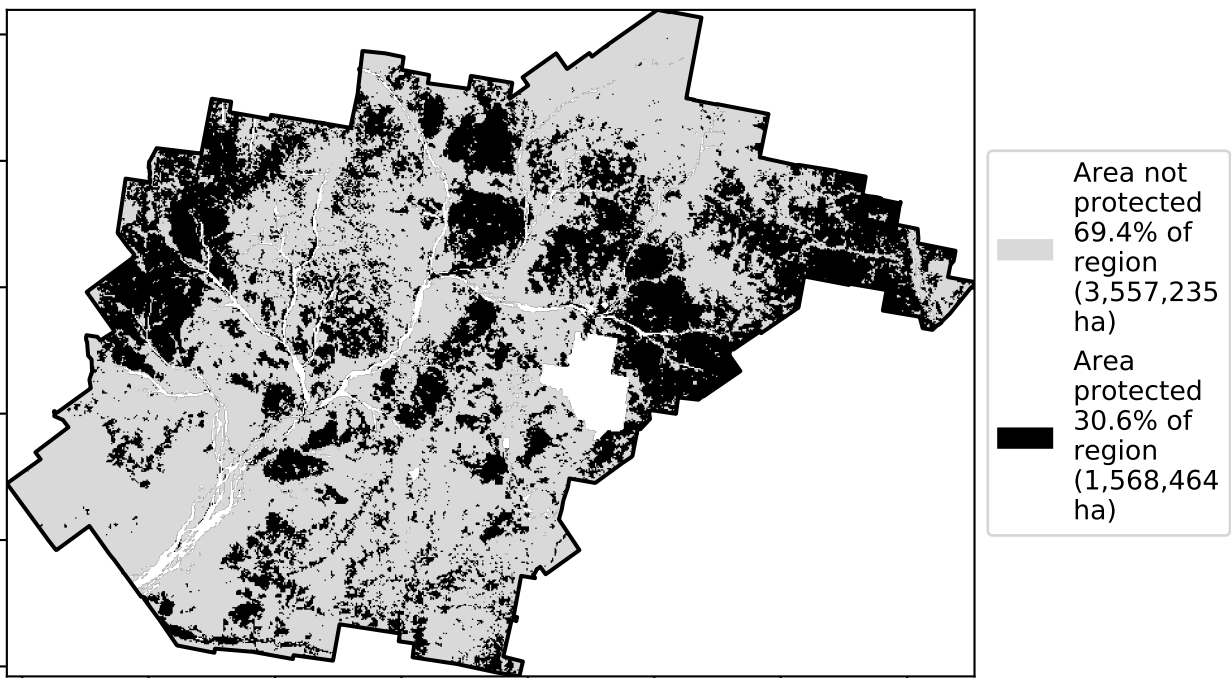 Area not
protected
69.4% of
region
(3,557,235
ha)
Area
protected
30.6% of
region
(1,568,464
ha)